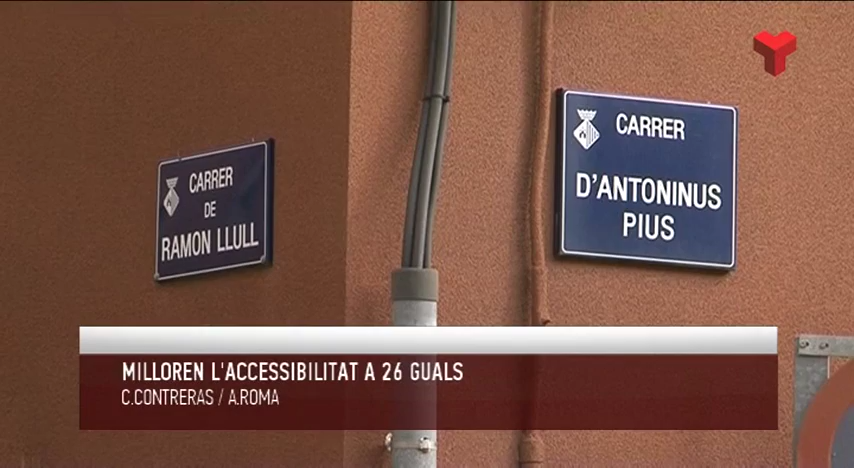 CARRER
DE
RAMON LLULL
CARRER
D'ANTONINUS
PIUS
MILLOREN L'ACCESSIBILITAT A 26 GUALS
C.CONTRERAS / A.ROMA